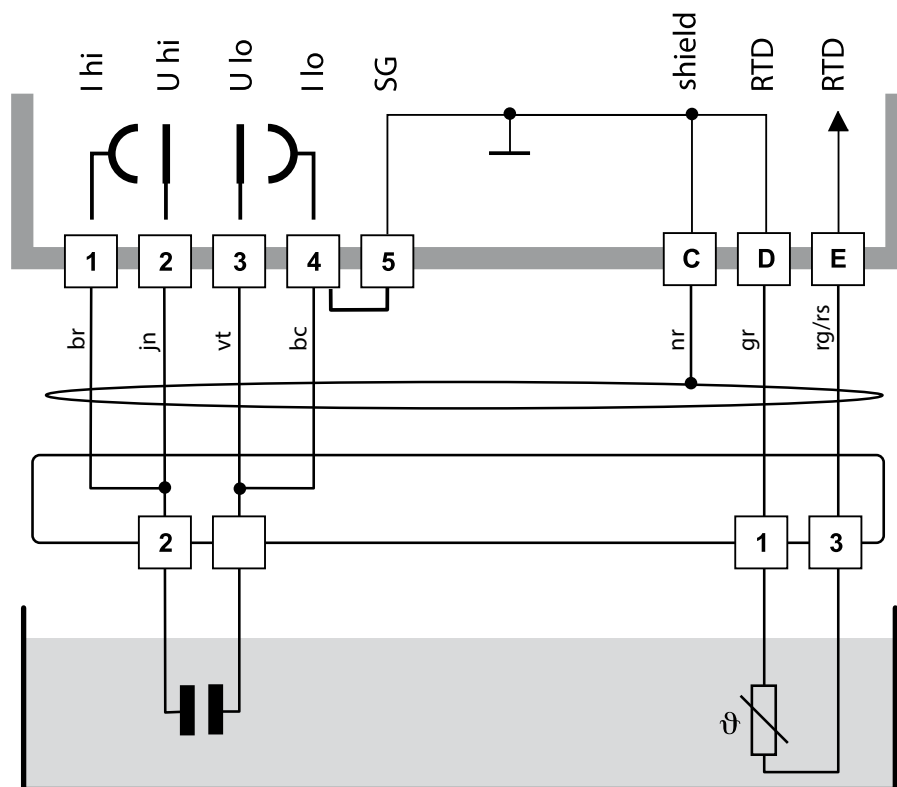 I hi U hi U lo I lo SG shield RTD RTD
1 2 3 4 5 C D E
br jn vt bc nr gr rg/rs
2 1 3
ϑ